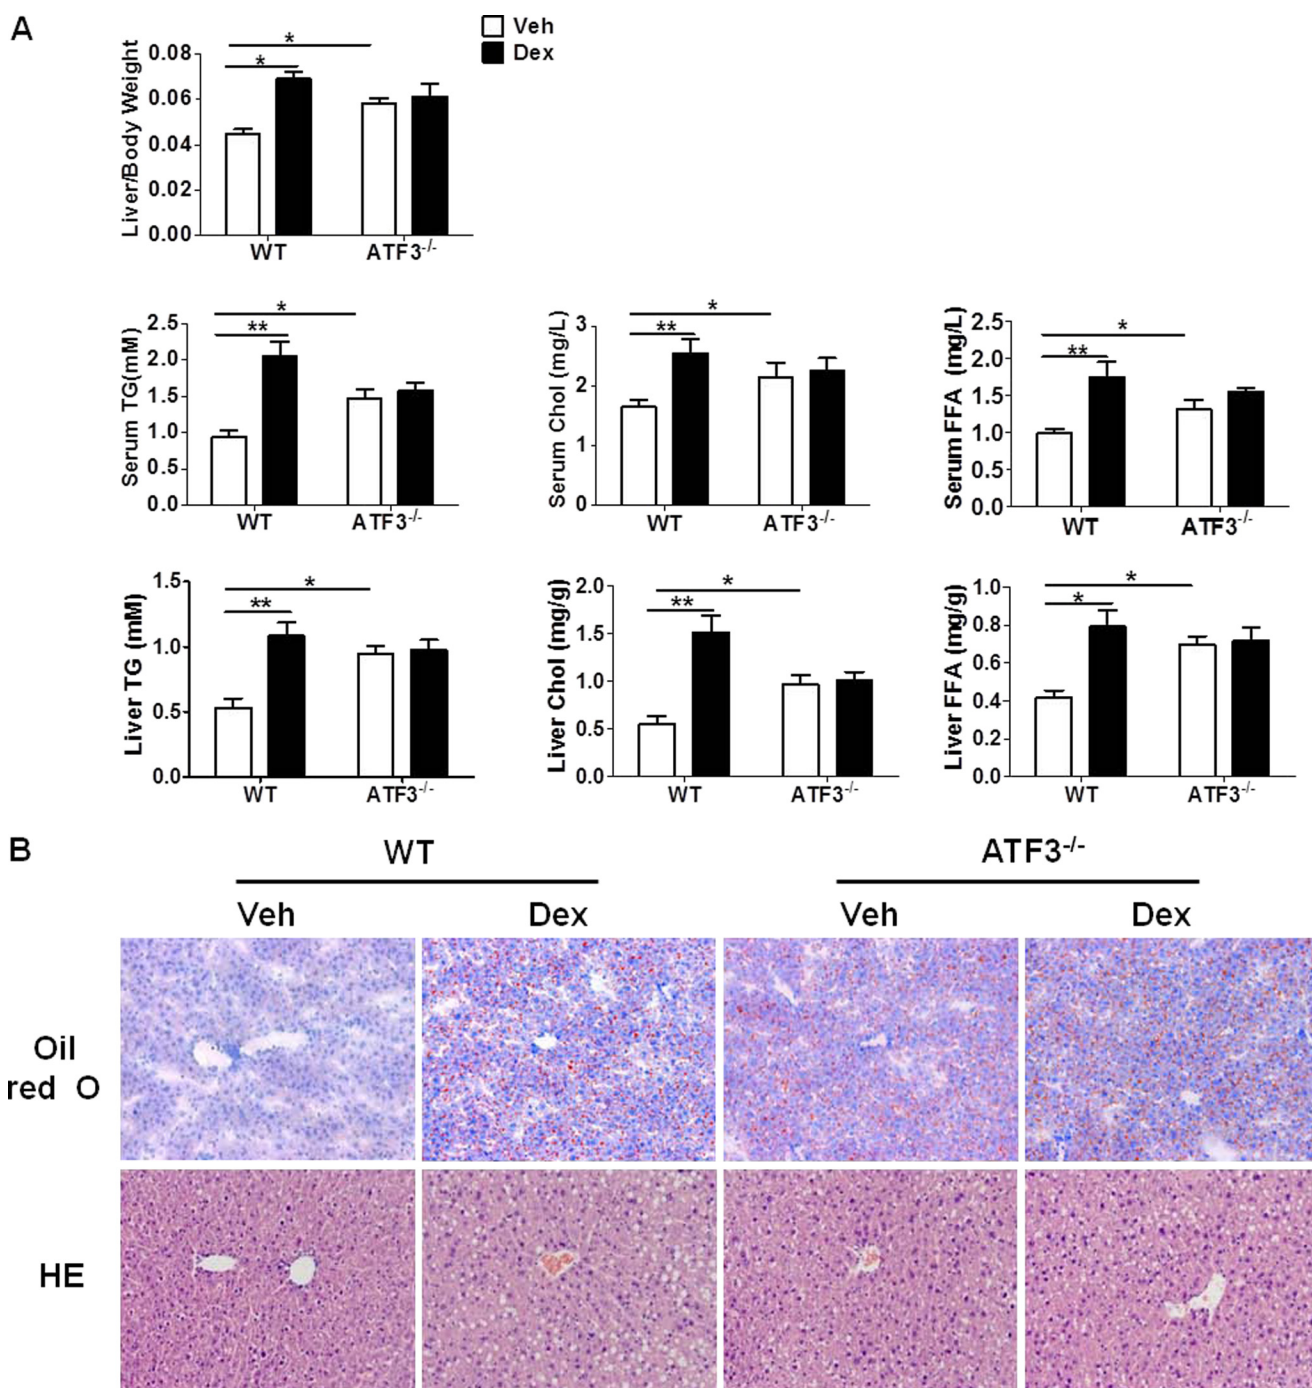 A
Veh
Dex
Liver/Body Weight
0.08
0.06
0.04
0.02
0.00
*
*
WT
ATF3-/-
Serum TG(mM)
2.5
2.0
1.5
1.0
0.5
0.0
*
**
WT
ATF3-/-
Serum Chol (mg/L)
3
2
1
0
*
**
WT
ATF3-/-
Serum FFA (mg/L)
2.5
2.0
1.5
1.0
0.5
0.0
*
**
WT
ATF3-/-
Liver TG (mM)
1.5
1.0
0.5
0.0
*
**
WT
ATF3-/-
Liver Chol (mg/g)
2.0
1.5
1.0
0.5
0.0
*
**
WT
ATF3-/-
Liver FFA (mg/g)
1.0
0.8
0.6
0.4
0.2
0.0
*
*
WT
ATF3-/-
B
WT
ATF3-/-
Veh
Dex
Veh
Dex
Oil
red O
HE